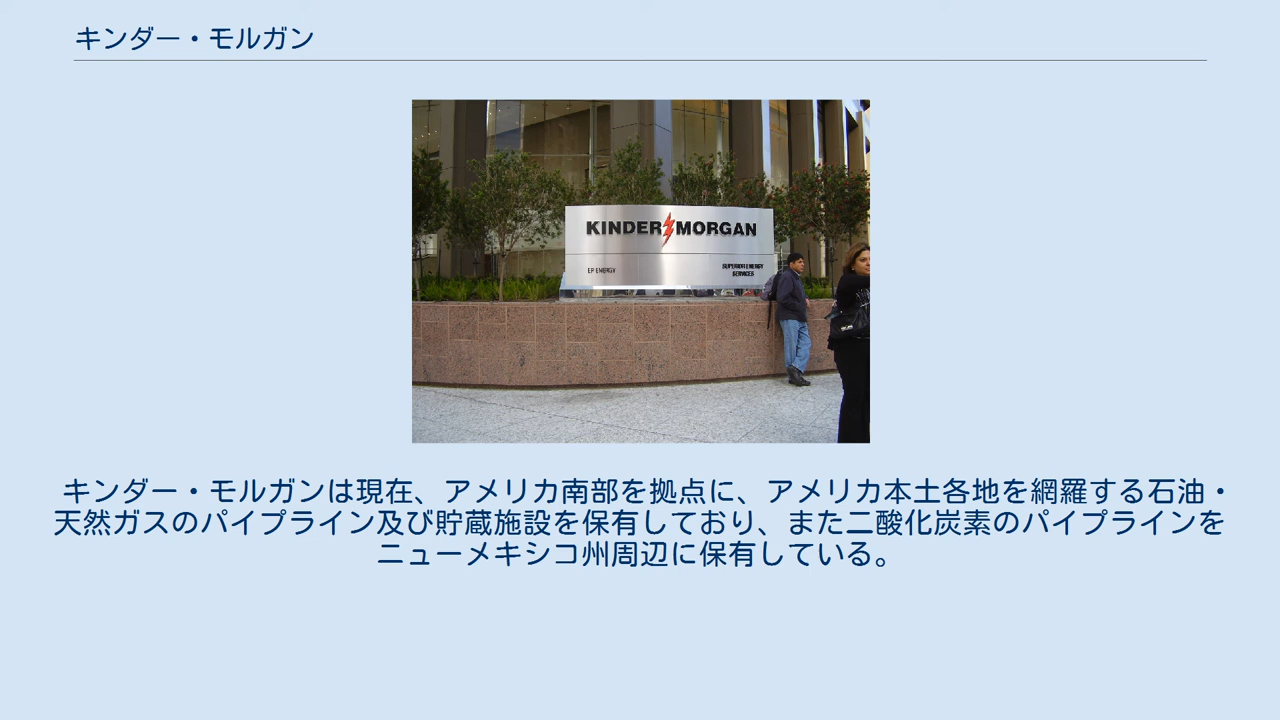 キンダー・モルガン
KINDER MORGAN
EP ENERGY
SUPERIOR ENERGY
SERVICES
キンダー・モルガンは現在、アメリカ南部を拠点に、アメリカ本土各地を網羅する石油・
天然ガスのパイプライン及び貯蔵施設を保有しており、また二酸化炭素のパイプラインを
ニューメキシコ州周辺に保有している。